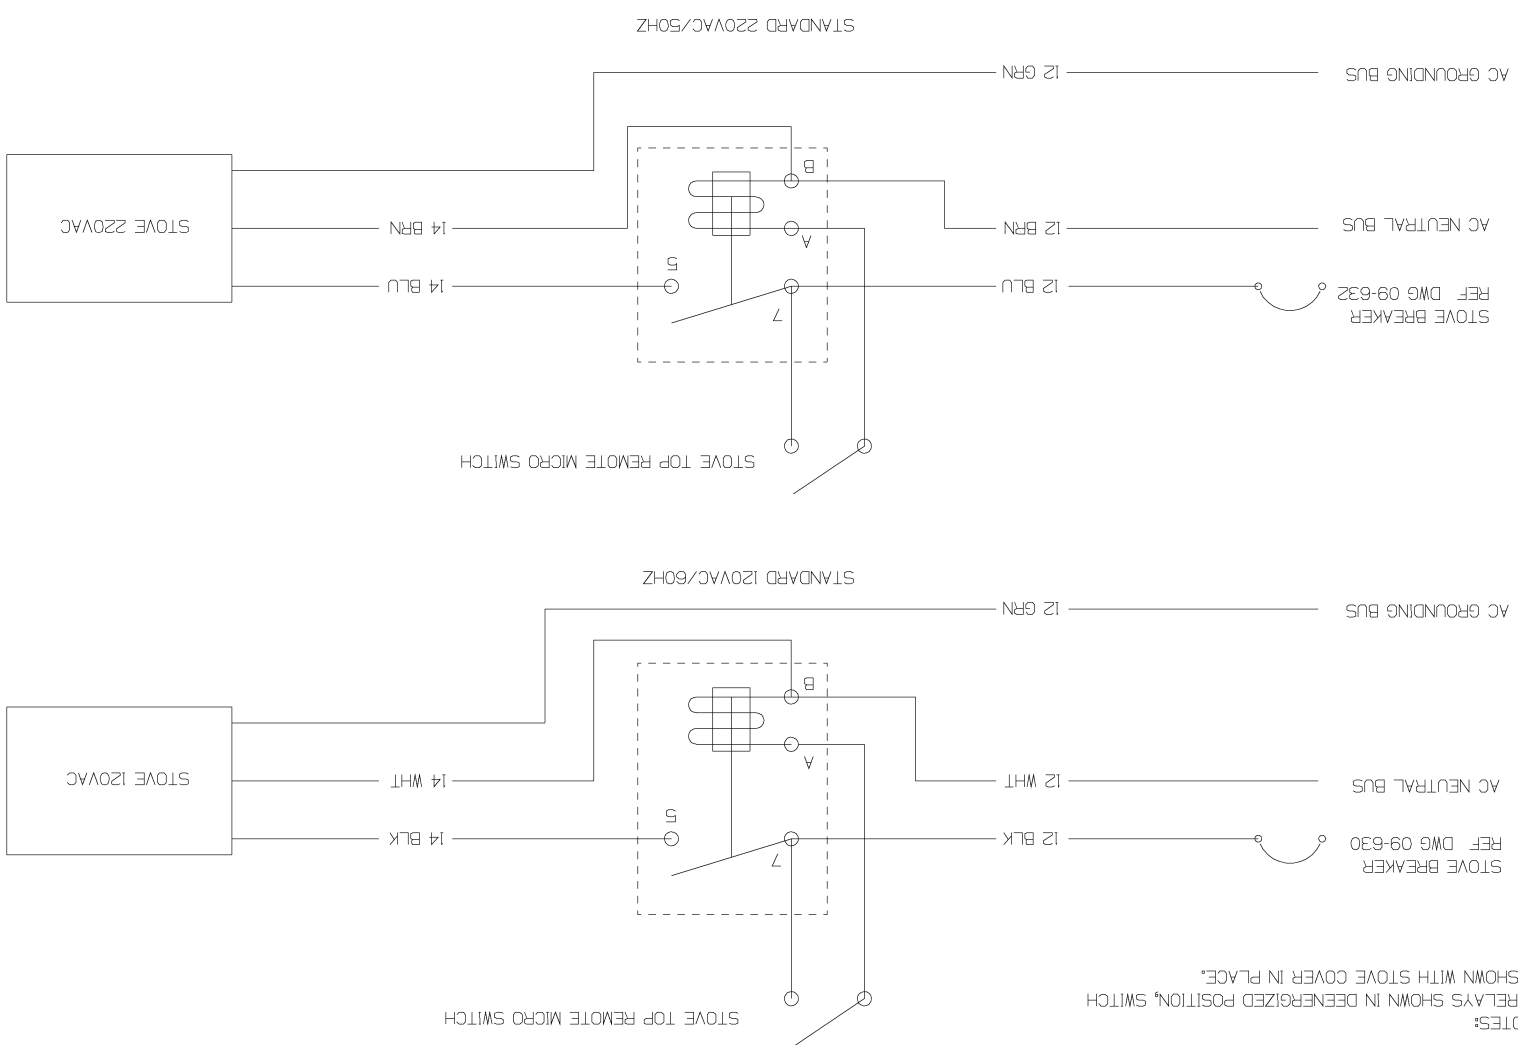 OTES:
RELAYS SHOWN IN DEENERGIZED POSITION, SWITCH
SHOWN WITH STOVE COVER IN PLACE.
STOVE TOP REMOTE MICRO SWITCH
STOVE BREAKER
REF DWG 09-630
12 BLK
7
5
14 BLK
AC NEUTRAL BUS
12 WHT
A
B
14 WHT
STOVE 120VAC
AC GROUNDING BUS
12 GRN
STANDARD 120VAC/60HZ
STOVE TOP REMOTE MICRO SWITCH
STOVE BREAKER
REF DWG 09-632
12 BLU
7
5
14 BLU
AC NEUTRAL BUS
12 BRN
A
B
14 BRN
STOVE 220VAC
AC GROUNDING BUS
12 GRN
STANDARD 220VAC/50HZ